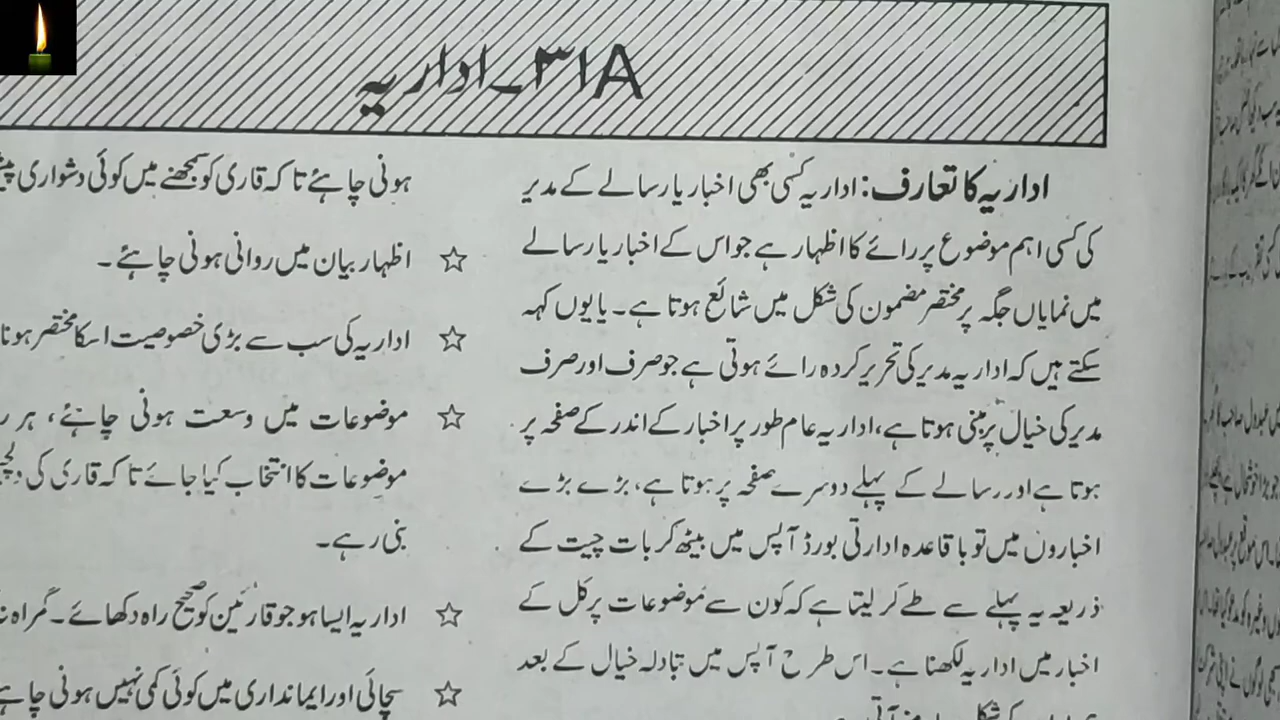 ۳۱A۔اداریہ
اداریہ کا تعارف: اداریہ کسی بھی اخبار یا رسالے کے مدیر
کی کسی اہم موضوع پر رائے کا اظہار ہے جو اس کے اخبار یا رسالے
میں نمایاں جگہ پر مختصر مضمون کی شکل میں شائع ہوتا ہے۔ یا یوں کہہ
سکتے ہیں کہ اداریہ مدیر کی تحریر کردہ رائے ہوتی ہے جو صرف اور صرف
مدیر کی خیال پر مبنی ہوتا ہے، اداریہ عام طور پر اخبار کے اندر کے صفحہ پر
ہوتا ہے اور رسالے کے پہلے دوسرے صفحہ پر ہوتا ہے، بڑے بڑے
اخباروں میں تو باقاعدہ ادارتی بورڈ آپس میں بیٹھ کر بات چیت کے
ذریعہ یہ پہلے سے طے کر لیتا ہے کہ کون سے موضوعات پر کل کے
اخبار میں اداریہ لکھنا ہے۔ اس طرح آپس میں تبادلہ خیال کے بعد
ہونی چاہئے تا کہ قاری کو سمجھنے میں کوئی دشواری
☆ اظہار بیان میں روانی ہونی چاہئے۔
☆ اداریہ کی سب سے بڑی خصوصیت اسکا مختصر ہونا
☆ موضوعات میں وسعت ہونی چاہئے، ہر
موضوعات کا انتخاب کیا جائے تا کہ قاری کی
بنی رہے۔
☆ اداریہ ایسا ہو جو قارئین کو صحیح راہ دکھائے۔ گمراہ
☆ سچائی اور ایمانداری میں کوئی کمی نہیں ہونی